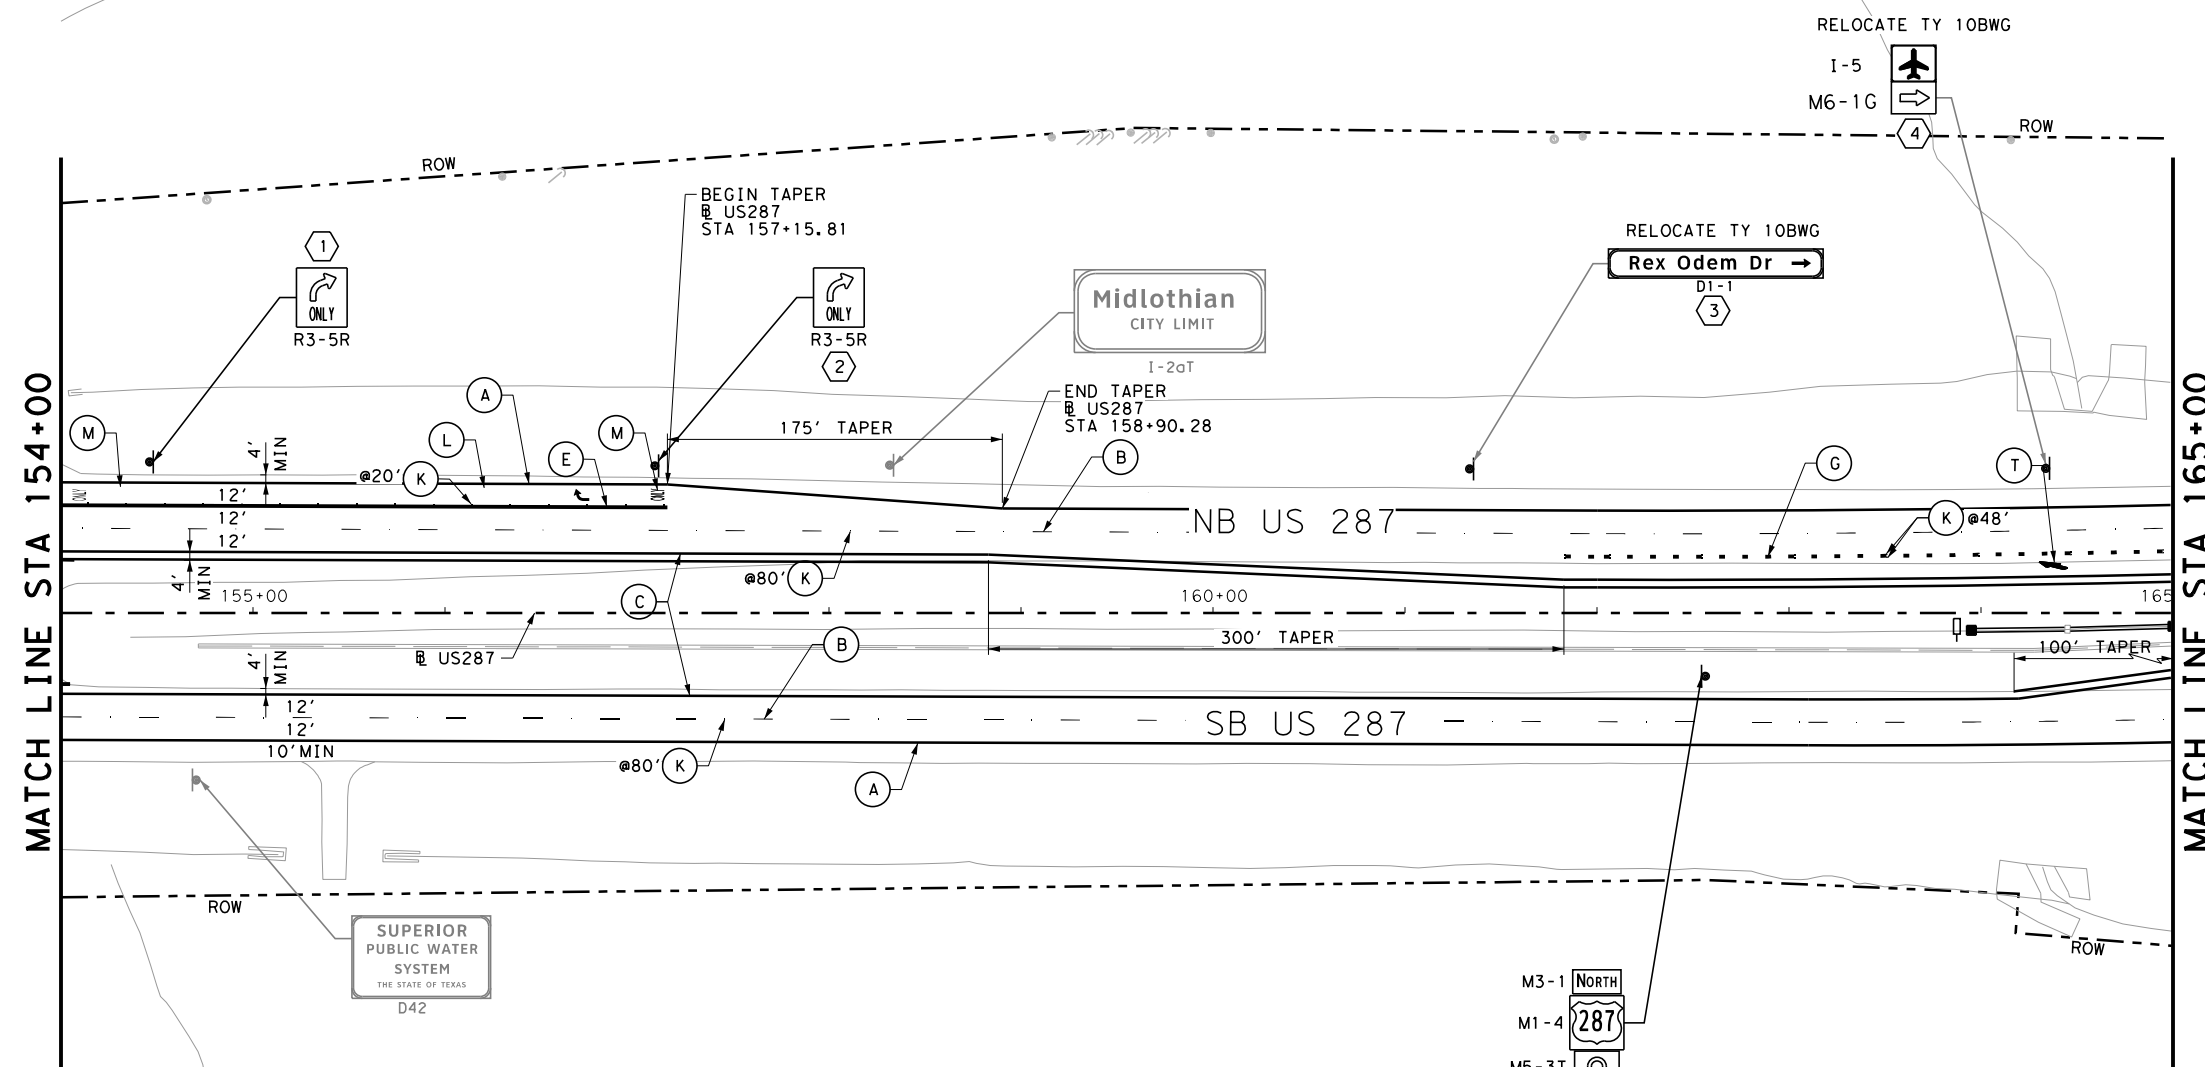 RELOCATE TY 10BWG
I-5
M6-1G
4
ROW
ROW
BEGIN TAPER
℄ US287
STA 157+15.81
1
ONLY
R3-5R
ONLY
R3-5R
2
Midlothian
CITY LIMIT
I-2aT
RELOCATE TY 10BWG
Rex Odem Dr →
D1-1
3
END TAPER
US287
STA 158+90.28
175' TAPER
MATCH LINE STA 154+00
MATCH LINE STA 165+00
M
A
L
E
M
B
G
T
4' MIN
@20' K
ONLY
ONLY
12'
12'
12'
NB US 287
K @48'
4' MIN
@80' K
155+00
C
160+00
165
300' TAPER
100' TAPER
US287
B
4' MIN
12'
12'
SB US 287
10'MIN
@80' K
A
ROW
ROW
SUPERIOR
PUBLIC WATER
SYSTEM
THE STATE OF TEXAS
D42
M3-1 NORTH
M1-4 287
M5-3T